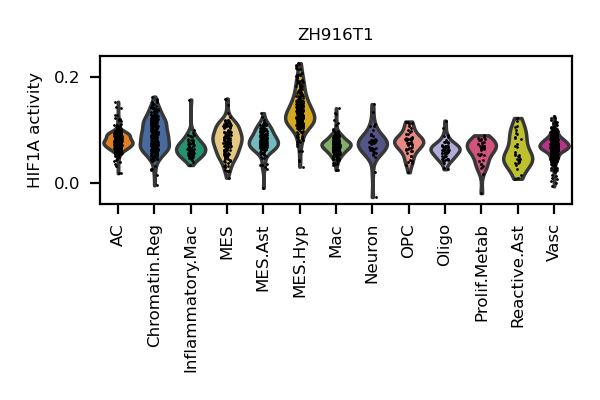 ZH916T1
HIF1A activity
0.2
0.0
AC
Chromatin.Reg
Inflammatory.Mac
MES
MES.Ast
MES.Hyp
Mac
Neuron
OPC
Oligo
Prolif.Metab
Reactive.Ast
Vasc